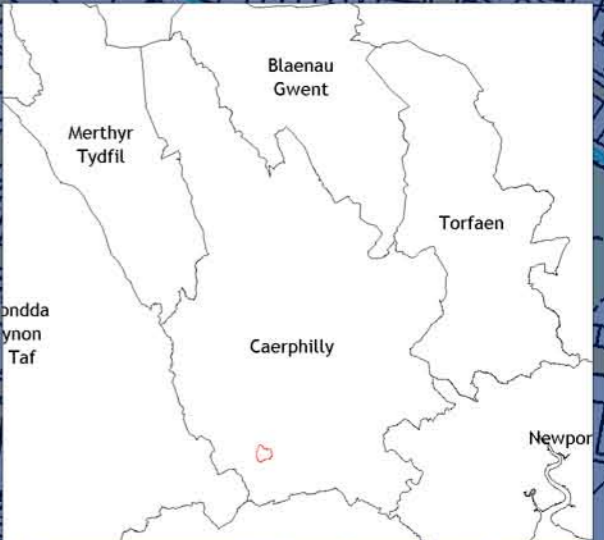 Blaenau
Gwent
Merthyr
Tydfil
Torfaen
ondda
ynon
Taf
Caerphilly
Newpor